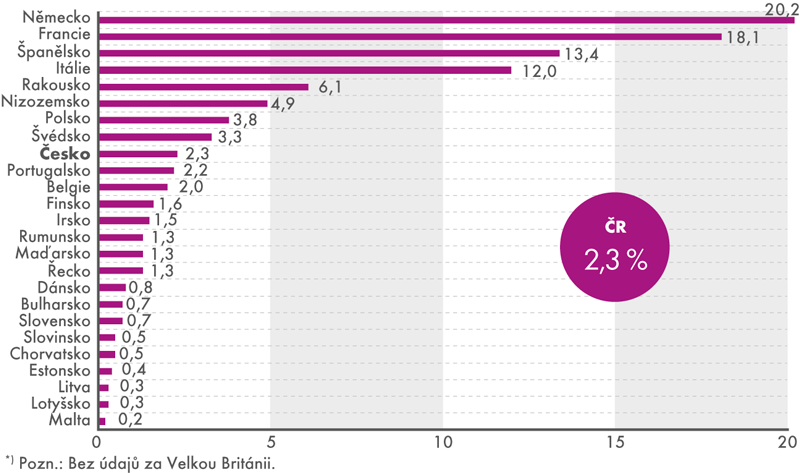 Německo 20,2
Francie 18,1
Španělsko 13,4
Itálie 12,0
Rakousko 6,1
Nizozemsko 4,9
Polsko 3,8
Švédsko 3,3
Česko 2,3
Portugalsko 2,2
Belgie 2,0
Finsko 1,6
Irsko 1,5
Rumunsko 1,3
Maďarsko 1,3
Řecko 1,3
Dánsko 0,8
Bulharsko 0,7
Slovensko 0,7
Slovinsko 0,5
Chorvatsko 0,5
Estonsko 0,4
Litva 0,3
Lotyšsko 0,3
Malta 0,2
ČR
2,3 %
0 5 10 15 20
*) Pozn.: Bez údajů za Velkou Británii.